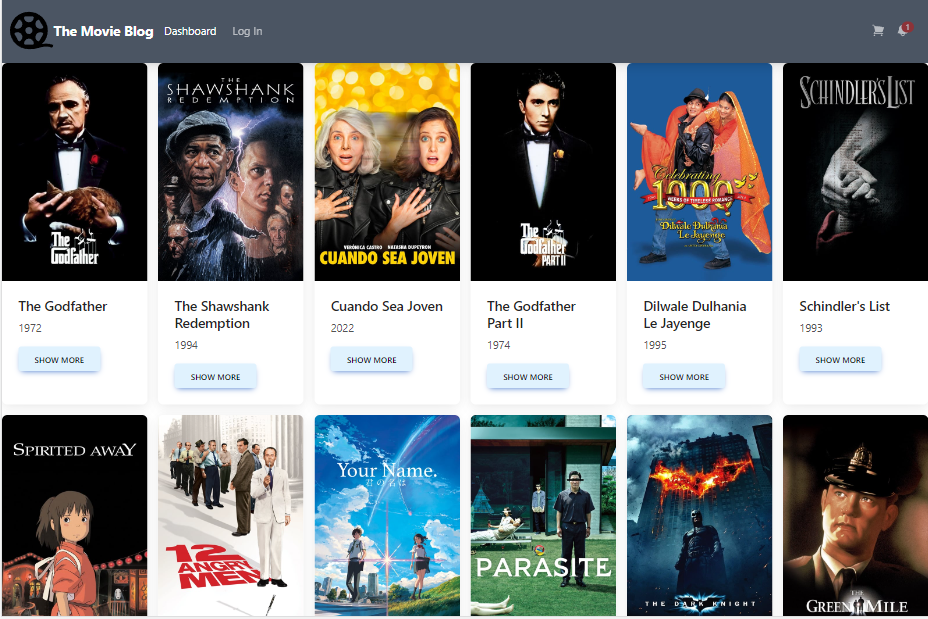 The Movie Blog Dashboard Log In 1
The
Godfather
THE
SHAWSHANK
REDEMPTION
VERÓNICA CASTRO NATASHA DUPEYRÓN
CUANDO SEA JOVEN
The
Godfather
PART II
Celebrating
1000
WEEKS OF TIMELESS ROMANCE
Dilwale Dulhania
Le Jayenge
SCHINDLER'S LIST
The Godfather
1972
SHOW MORE
The Shawshank
Redemption
1994
SHOW MORE
Cuando Sea Joven
2022
SHOW MORE
The Godfather
Part II
1974
SHOW MORE
Dilwale Dulhania
Le Jayenge
1995
SHOW MORE
Schindler's List
1993
SHOW MORE
SPIRITED AWAY
12
ANGRY
MEN
Your Name.
君の名は
PARASITE
THE DARK KNIGHT
THE
GREEN MILE